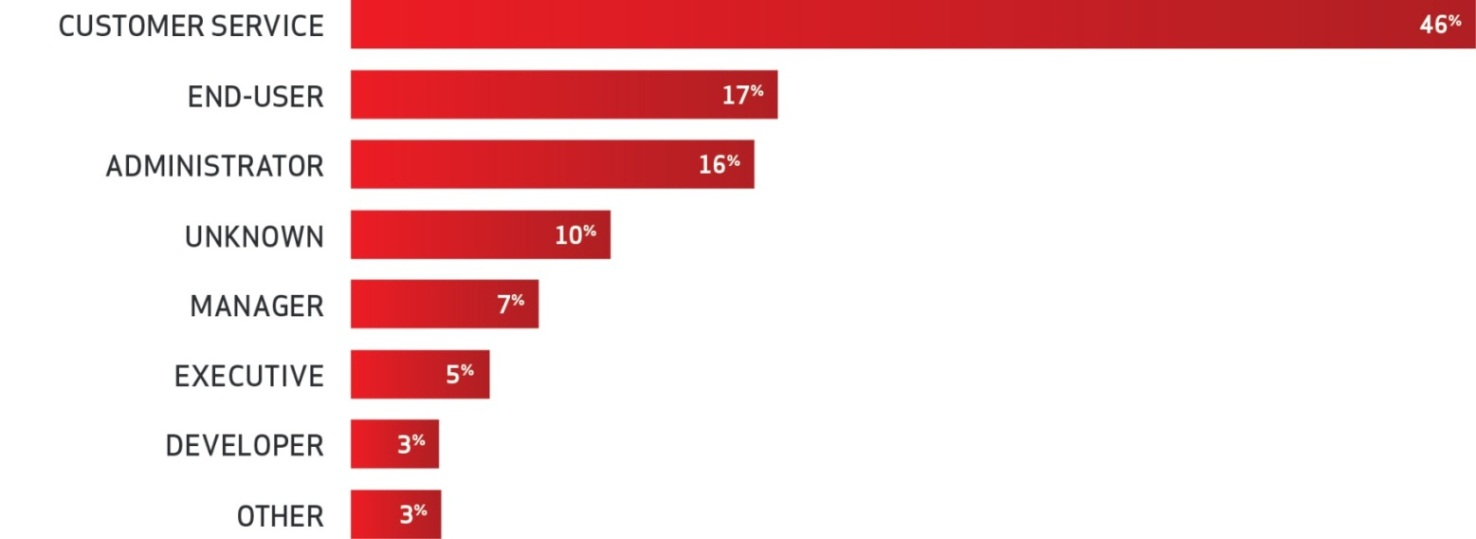 CUSTOMER SERVICE 46%
END-USER 17%
ADMINISTRATOR 16%
UNKNOWN 10%
MANAGER 7%
EXECUTIVE 5%
DEVELOPER 3%
OTHER 3%